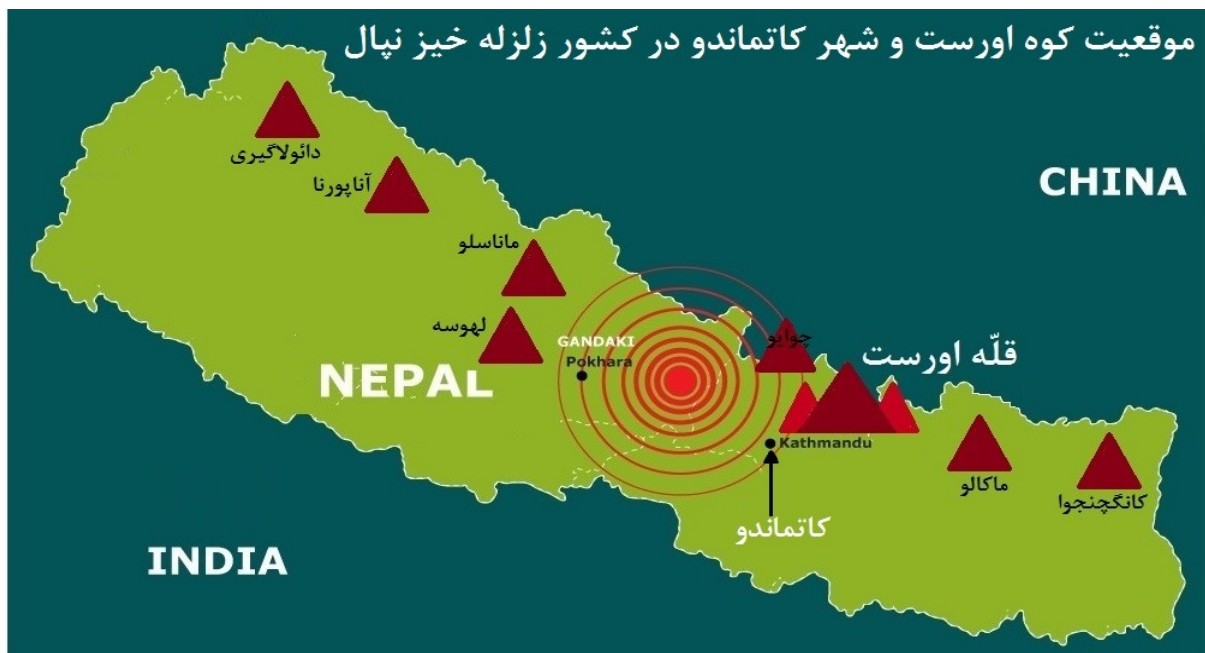 موقعیت کوه اورست و شهر کاتماندو در کشور زلزله خیز نپال
دائولاگیری
آناپورنا
CHINA
ماناسلو
لهوسه
GANDAKI
Pokhara
چوایو
قلّه اورست
NEPAL
Kathmandu
ماکالو
کانگچنجوا
کاتماندو
INDIA